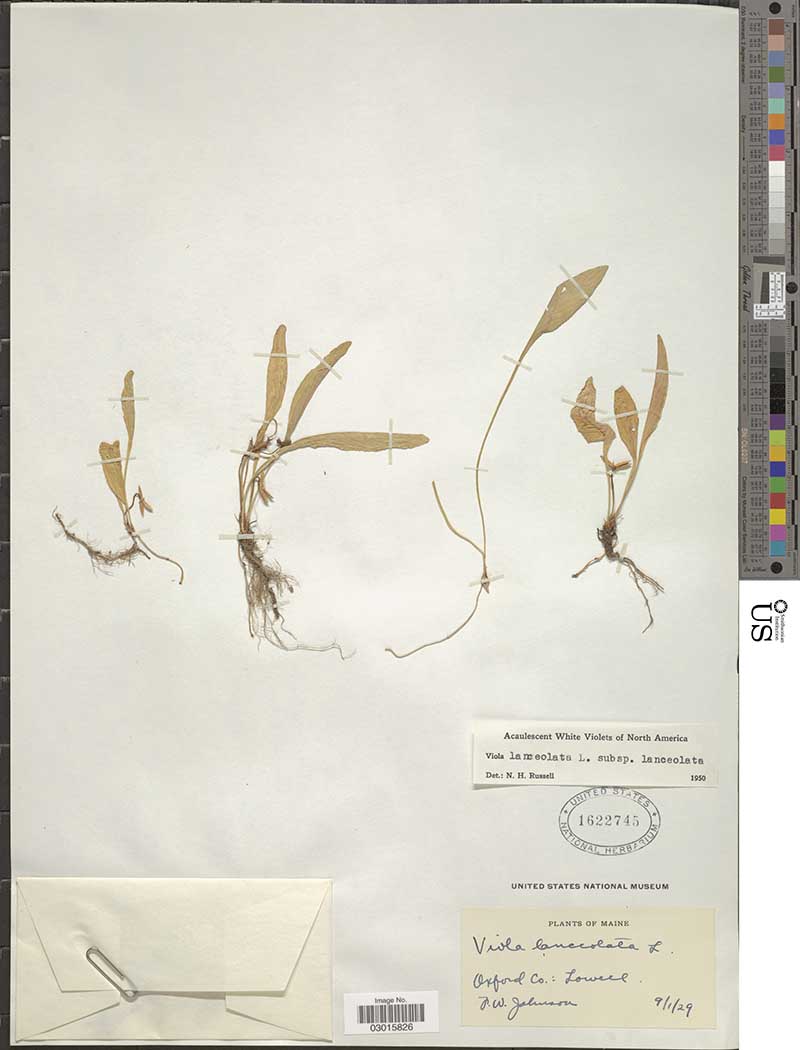 Acaulescent White Violets of North America
Viola lanceolata L. subsp. lanceolata
Det.: N. H. Russell 1950
UNITED STATES
1622745
NATIONAL HERBARIUM
UNITED STATES NATIONAL MUSEUM
PLANTS OF MAINE
Viola lanceolata L.
Oxford Co.: Lowell.
P.W. Johnson 9/1/29
Image No.
03015826
Golden Thread
US
Smithsonian
Institution